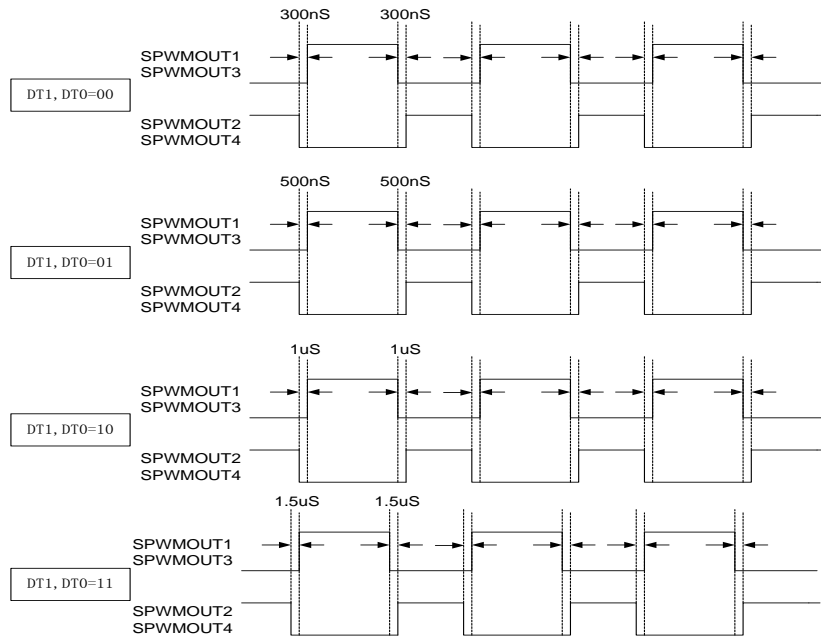 300nS 300nS
SPWMOUT1
SPWMOUT3
DT1, DT0=00
SPWMOUT2
SPWMOUT4
500nS 500nS
SPWMOUT1
SPWMOUT3
DT1, DT0=01
SPWMOUT2
SPWMOUT4
1uS 1uS
SPWMOUT1
SPWMOUT3
DT1, DT0=10
SPWMOUT2
SPWMOUT4
1.5uS 1.5uS
SPWMOUT1
SPWMOUT3
DT1, DT0=11
SPWMOUT2
SPWMOUT4